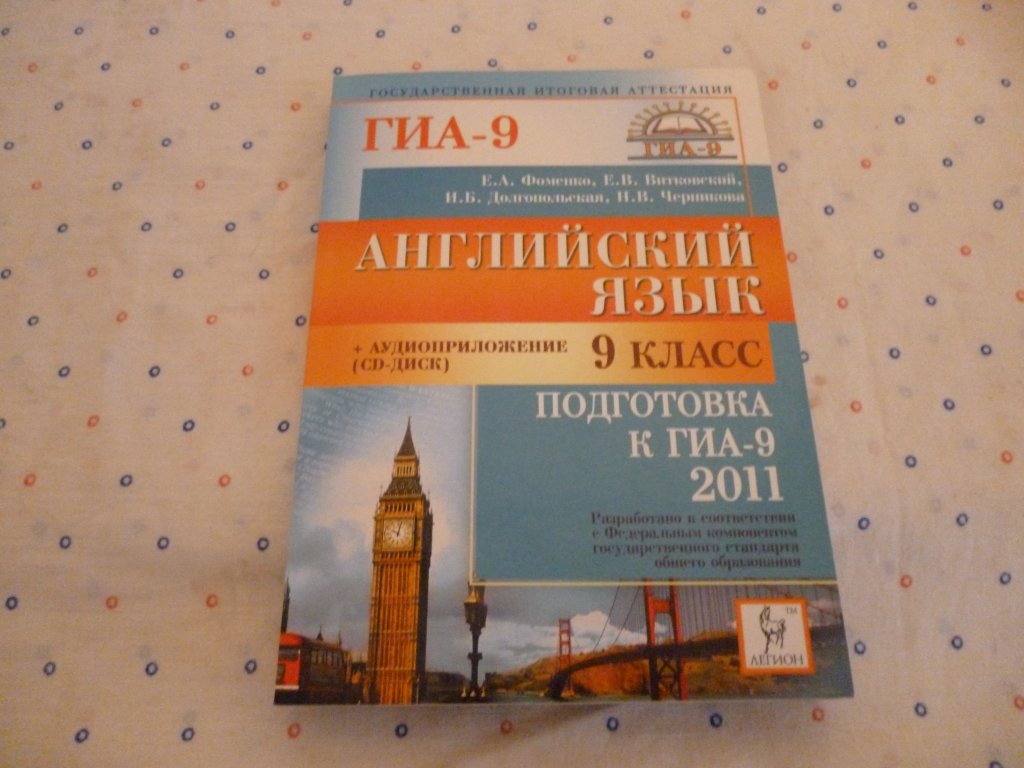 ГОСУДАРСТВЕННАЯ ИТОГОВАЯ АТТЕСТАЦИЯ
ГИА-9
ГИА-9
Е.А. Фоменко, Е.В. Витковский,
И.Б. Долгопольская, Н.В. Черникова
АНГЛИЙСКИЙ
ЯЗЫК
+ АУДИОПРИЛОЖЕНИЕ
(CD-ДИСК)
9 КЛАСС
ПОДГОТОВКА
К ГИА-9
2011
Разработано в соответствии
с Федеральным компонентом
государственного стандарта
общего образования
TM
ЛЕГИОН